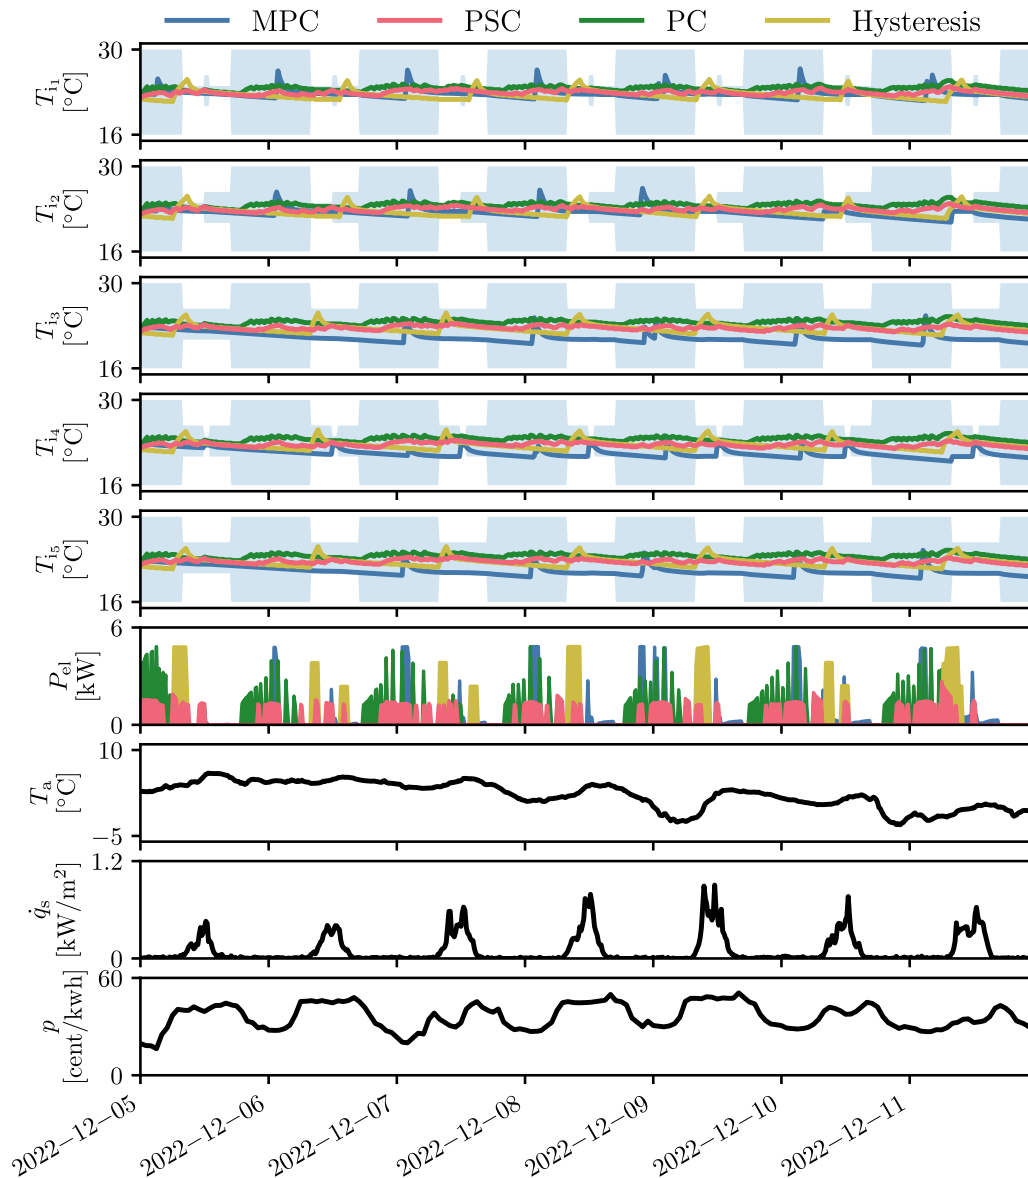 MPC PSC PC Hysteresis
30
T_i1 [°C]
16
30
T_i2 [°C]
16
30
T_i3 [°C]
16
30
T_i4 [°C]
16
30
T_i5 [°C]
16
6
P_el [kW]
0
10
T_a [°C]
−5
1.2
q̇_s [kW/m²]
0
60
p [cent/kwh]
0
2022−12−05 2022−12−06 2022−12−07 2022−12−08 2022−12−09 2022−12−10 2022−12−11